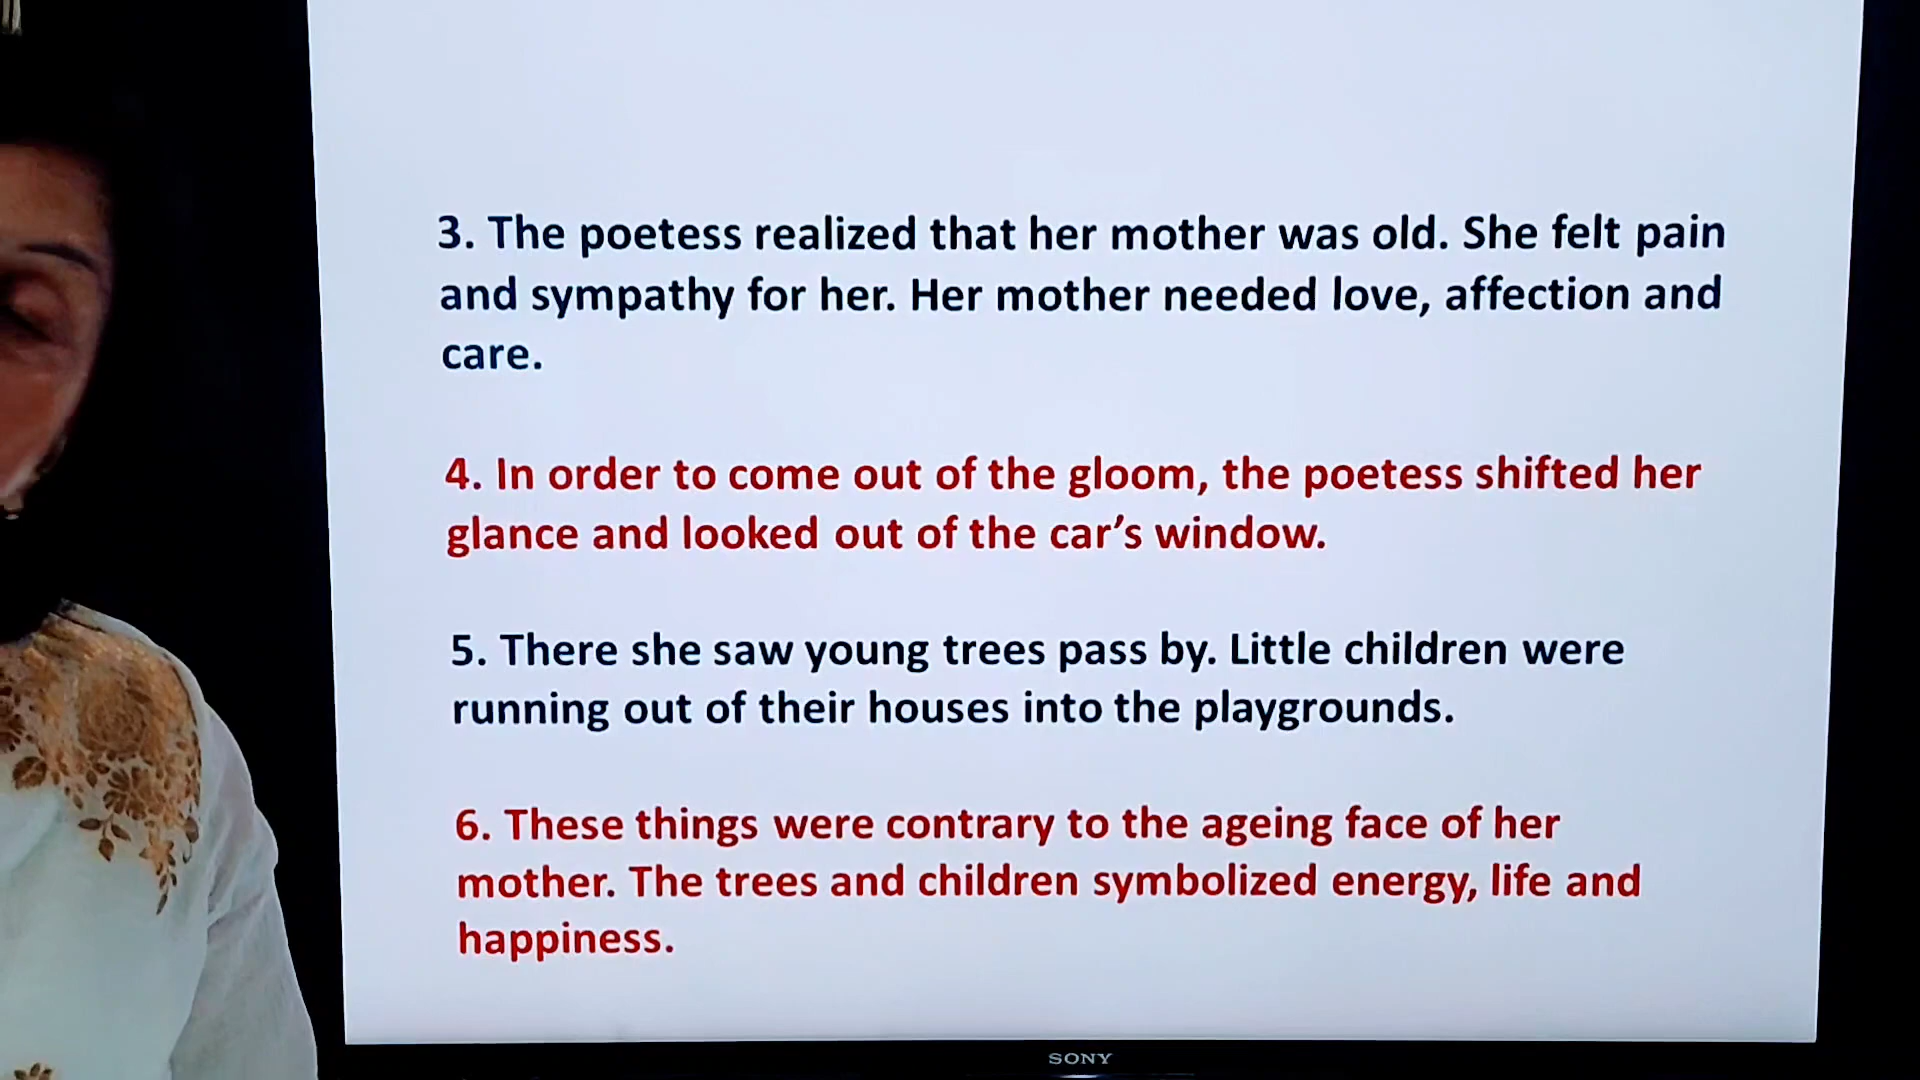 3. The poetess realized that her mother was old. She felt pain
and sympathy for her. Her mother needed love, affection and
care.
4. In order to come out of the gloom, the poetess shifted her
glance and looked out of the car’s window.
5. There she saw young trees pass by. Little children were
running out of their houses into the playgrounds.
6. These things were contrary to the ageing face of her
mother. The trees and children symbolized energy, life and
happiness.
SONY